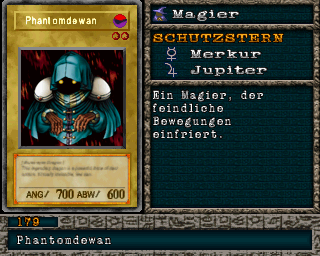 Phantomdewan
ANG/ 700 ABW/ 600
Magier
SCHUTZSTERN
Merkur
Jupiter
Ein Magier, der
feindliche
Bewegungen
einfriert.
179
Phantomdewan